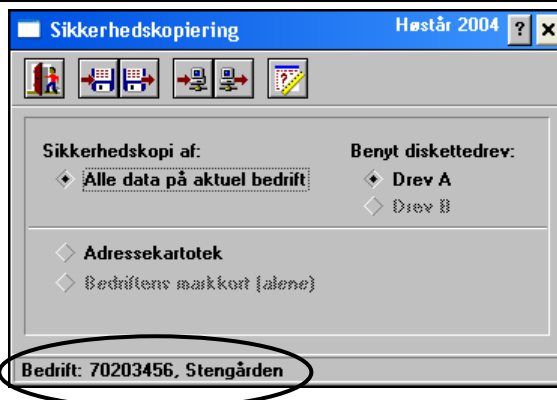 Sikkerhedskopiering Høstår 2004 ?
Sikkerhedskopi af: Benyt diskettedrev:
Alle data på aktuel bedrift Drev A
Drev B
Adressekartotek
Bedriftens markkort (alene)
Bedrift: 70203456, Stengården